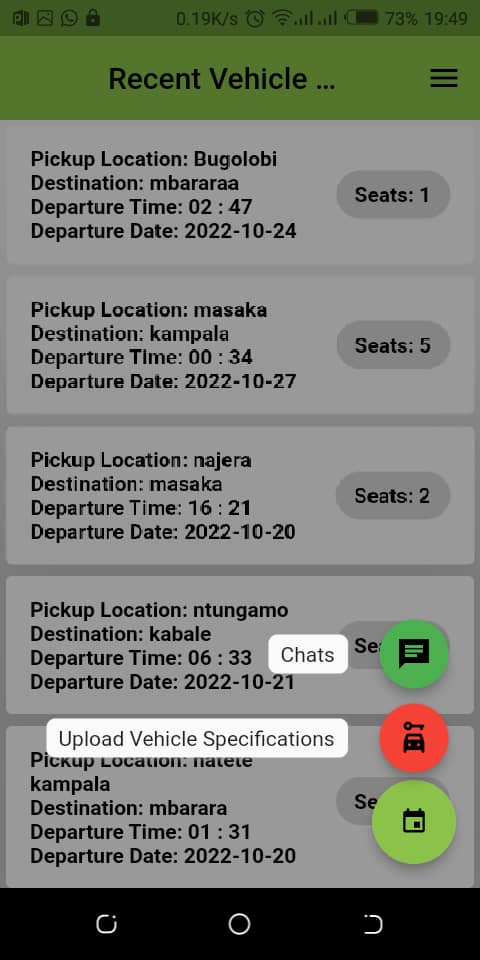 0.19K/s 73% 19:49
Recent Vehicle ...
Pickup Location: Bugolobi
Destination: mbararaa
Departure Time: 02 : 47
Departure Date: 2022-10-24
Seats: 1
Pickup Location: masaka
Destination: kampala
Departure Time: 00 : 34
Departure Date: 2022-10-27
Seats: 5
Pickup Location: najera
Destination: masaka
Departure Time: 16 : 21
Departure Date: 2022-10-20
Seats: 2
Pickup Location: ntungamo
Destination: kabale
Departure Time: 06 : 33
Departure Date: 2022-10-21
Chats
Upload Vehicle Specifications
Pickup Location: natete
kampala
Destination: mbarara
Departure Time: 01 : 31
Departure Date: 2022-10-20